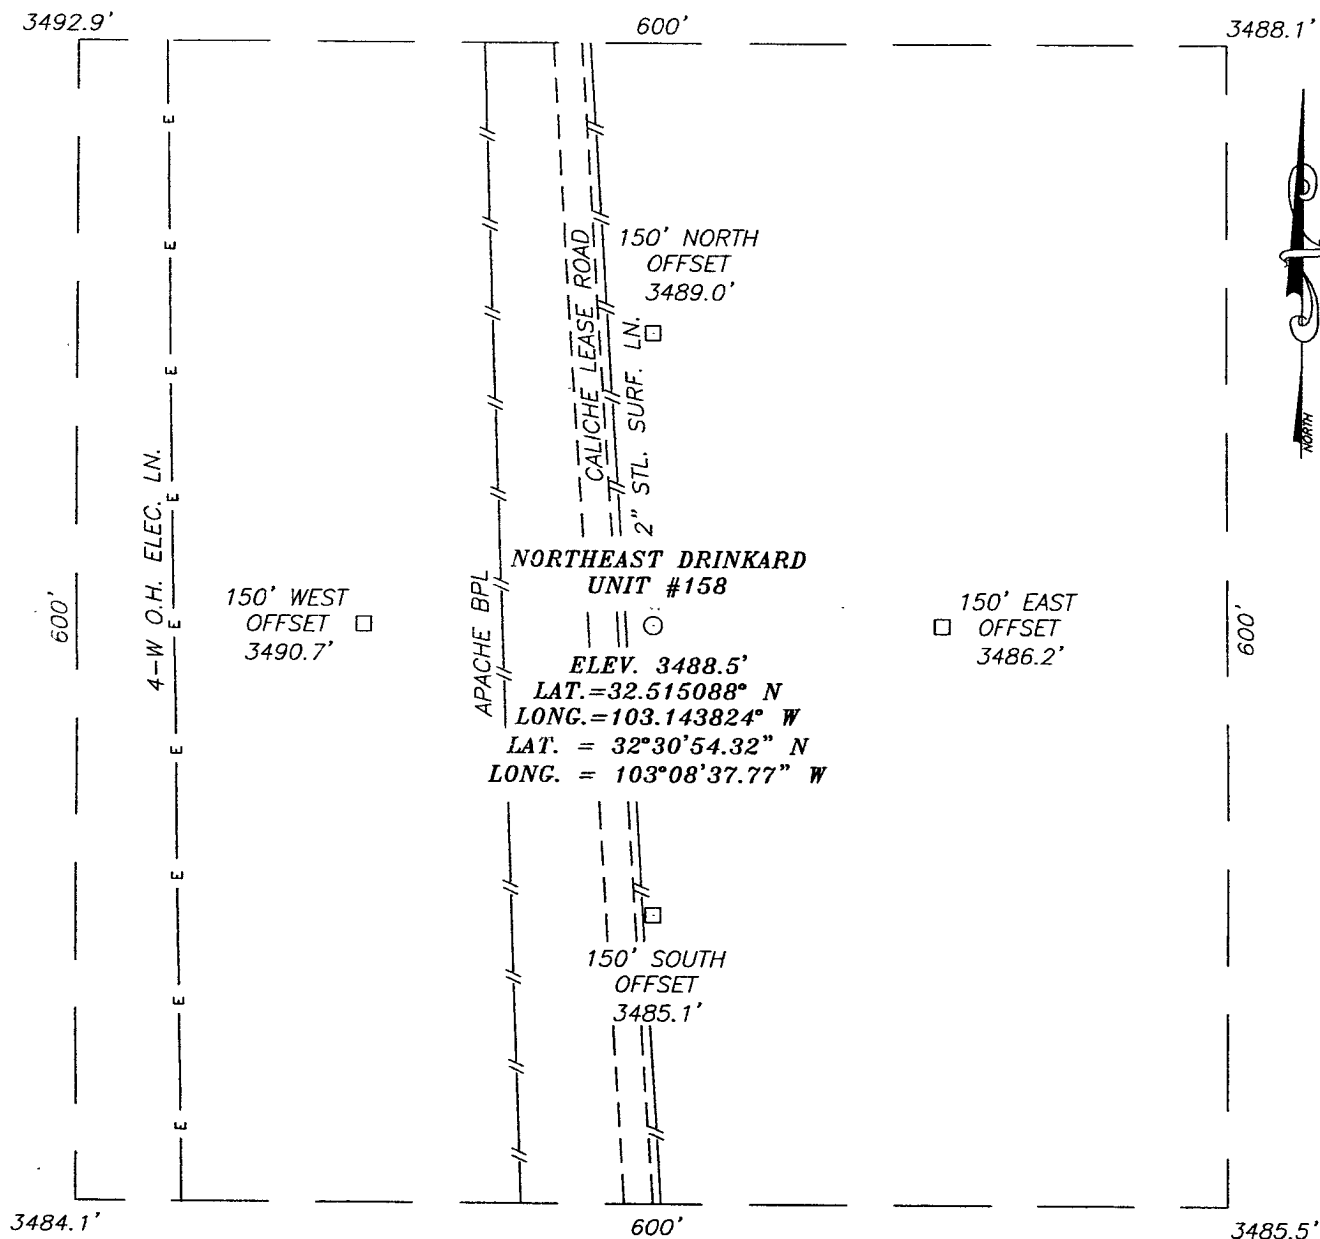 3492.9'
600'
3488.1'
150' NORTH
OFFSET
3489.0'
CALICHE LEASE ROAD
2" STL. SURF. LN.
NORTH
4-W O.H. ELEC. LN.
E
E
E
E
E
E
E
E
E
NORTHEAST DRINKARD
UNIT #158
600'
150' WEST
OFFSET
3490.7'
APACHE BPL
150' EAST
OFFSET
3486.2'
600'
ELEV. 3488.5'
LAT.=32.515088° N
LONG.=103.143824° W
LAT. = 32°30'54.32" N
LONG. = 103°08'37.77" W
150' SOUTH
OFFSET
3485.1'
3484.1'
600'
3485.5'